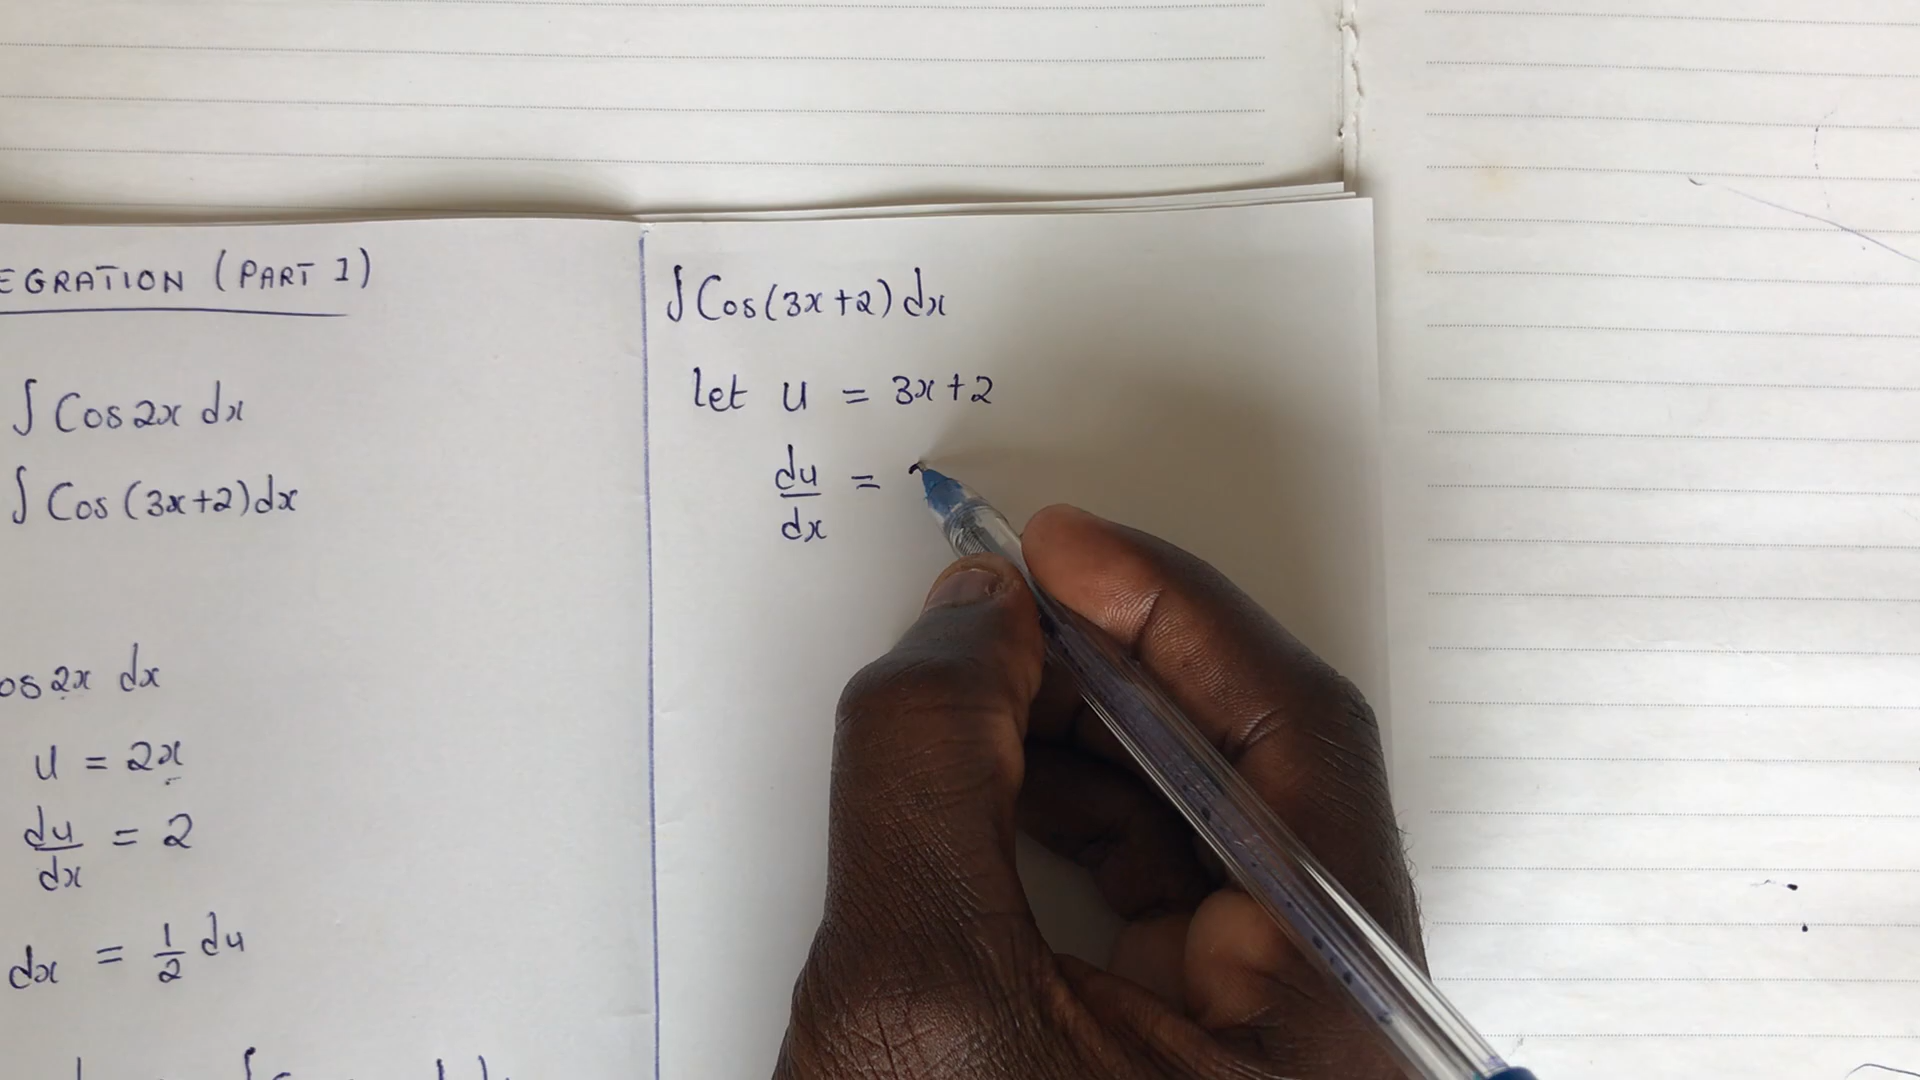 EGRATION (PART 1)
∫ Cos 2x dx
∫ Cos (3x+2) dx
os 2x dx
u = 2x
du/dx = 2
dx = 1/2 du
∫ Cos (3x+2) dx
let u = 3x+2
du/dx =